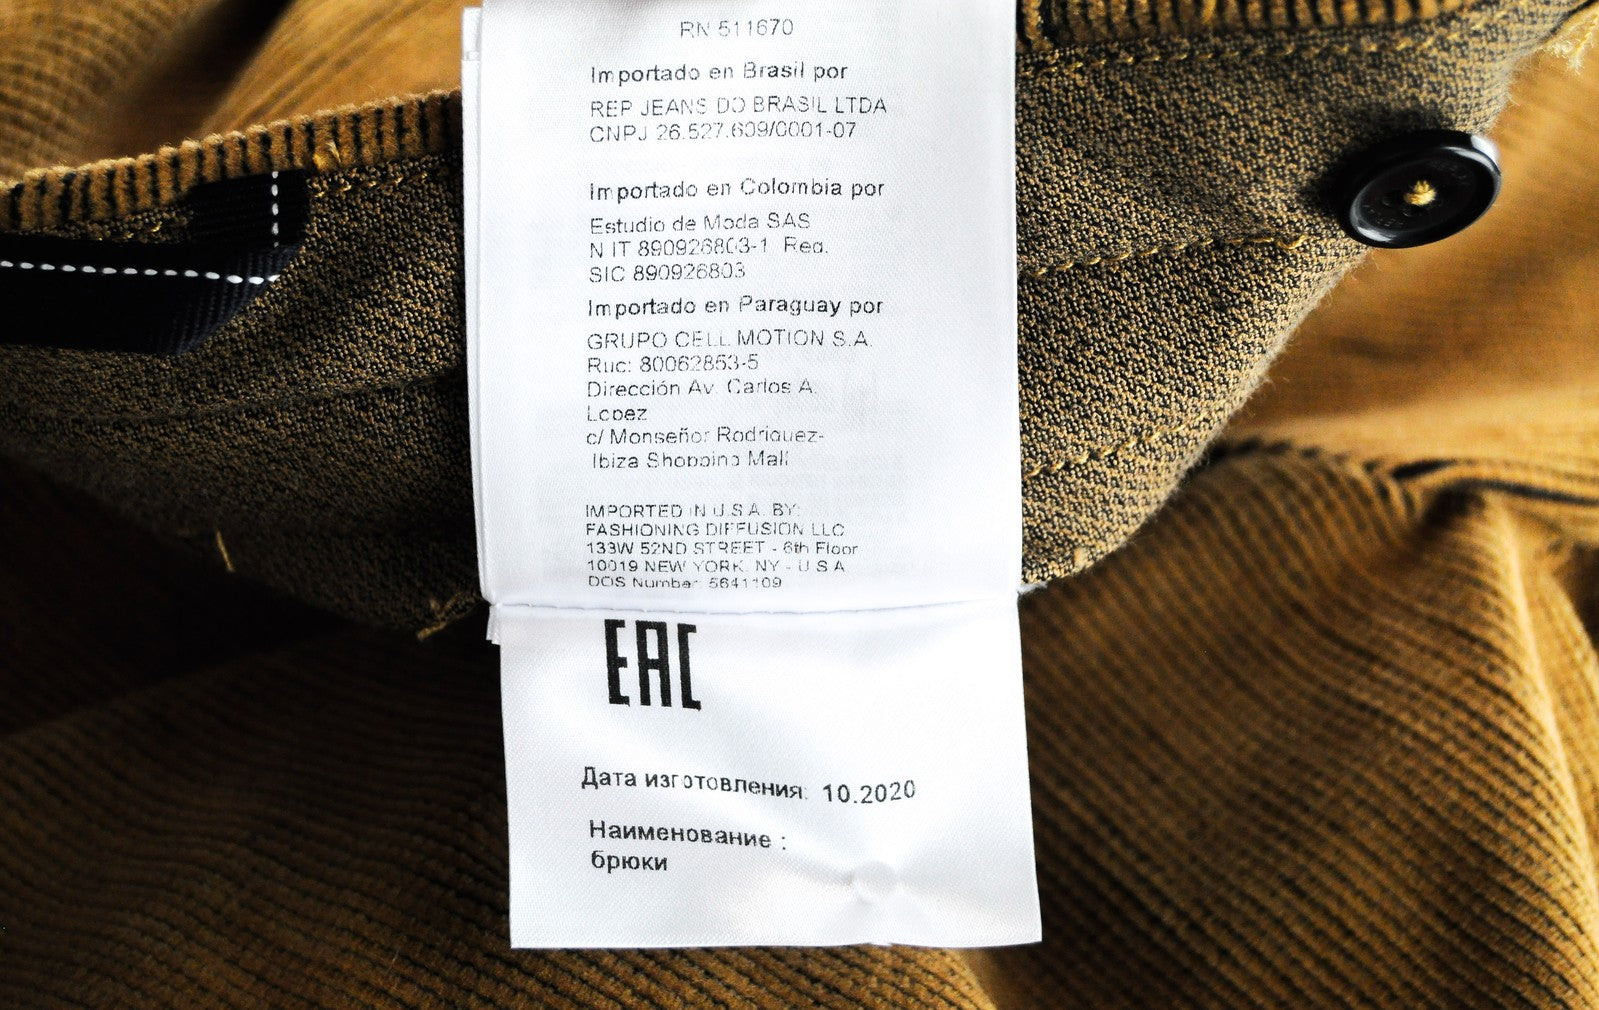 RN 511670
Importado en Brasil por
REP JEANS DO BRASIL LTDA
CNPJ 26.527.609/0001-07
Importado en Colombia por
Estudio de Moda SAS
NIT 890926803-1 Reg.
SIC 890926803
Importado en Paraguay por
GRUPO CELL MOTION S.A.
Ruc: 80062853-5
Dirección Av. Carlos A.
Lopez
c/ Monseñor Rodriguez-
Ibiza Shopping Mall
IMPORTED IN U.S.A. BY:
FASHIONING DIFFUSION LLC
133W 52ND STREET - 6th Floor
10019 NEW YORK, NY - U S A
DOS Number 5641109
EAC
Дата изготовления: 10.2020
Наименование :
брюки